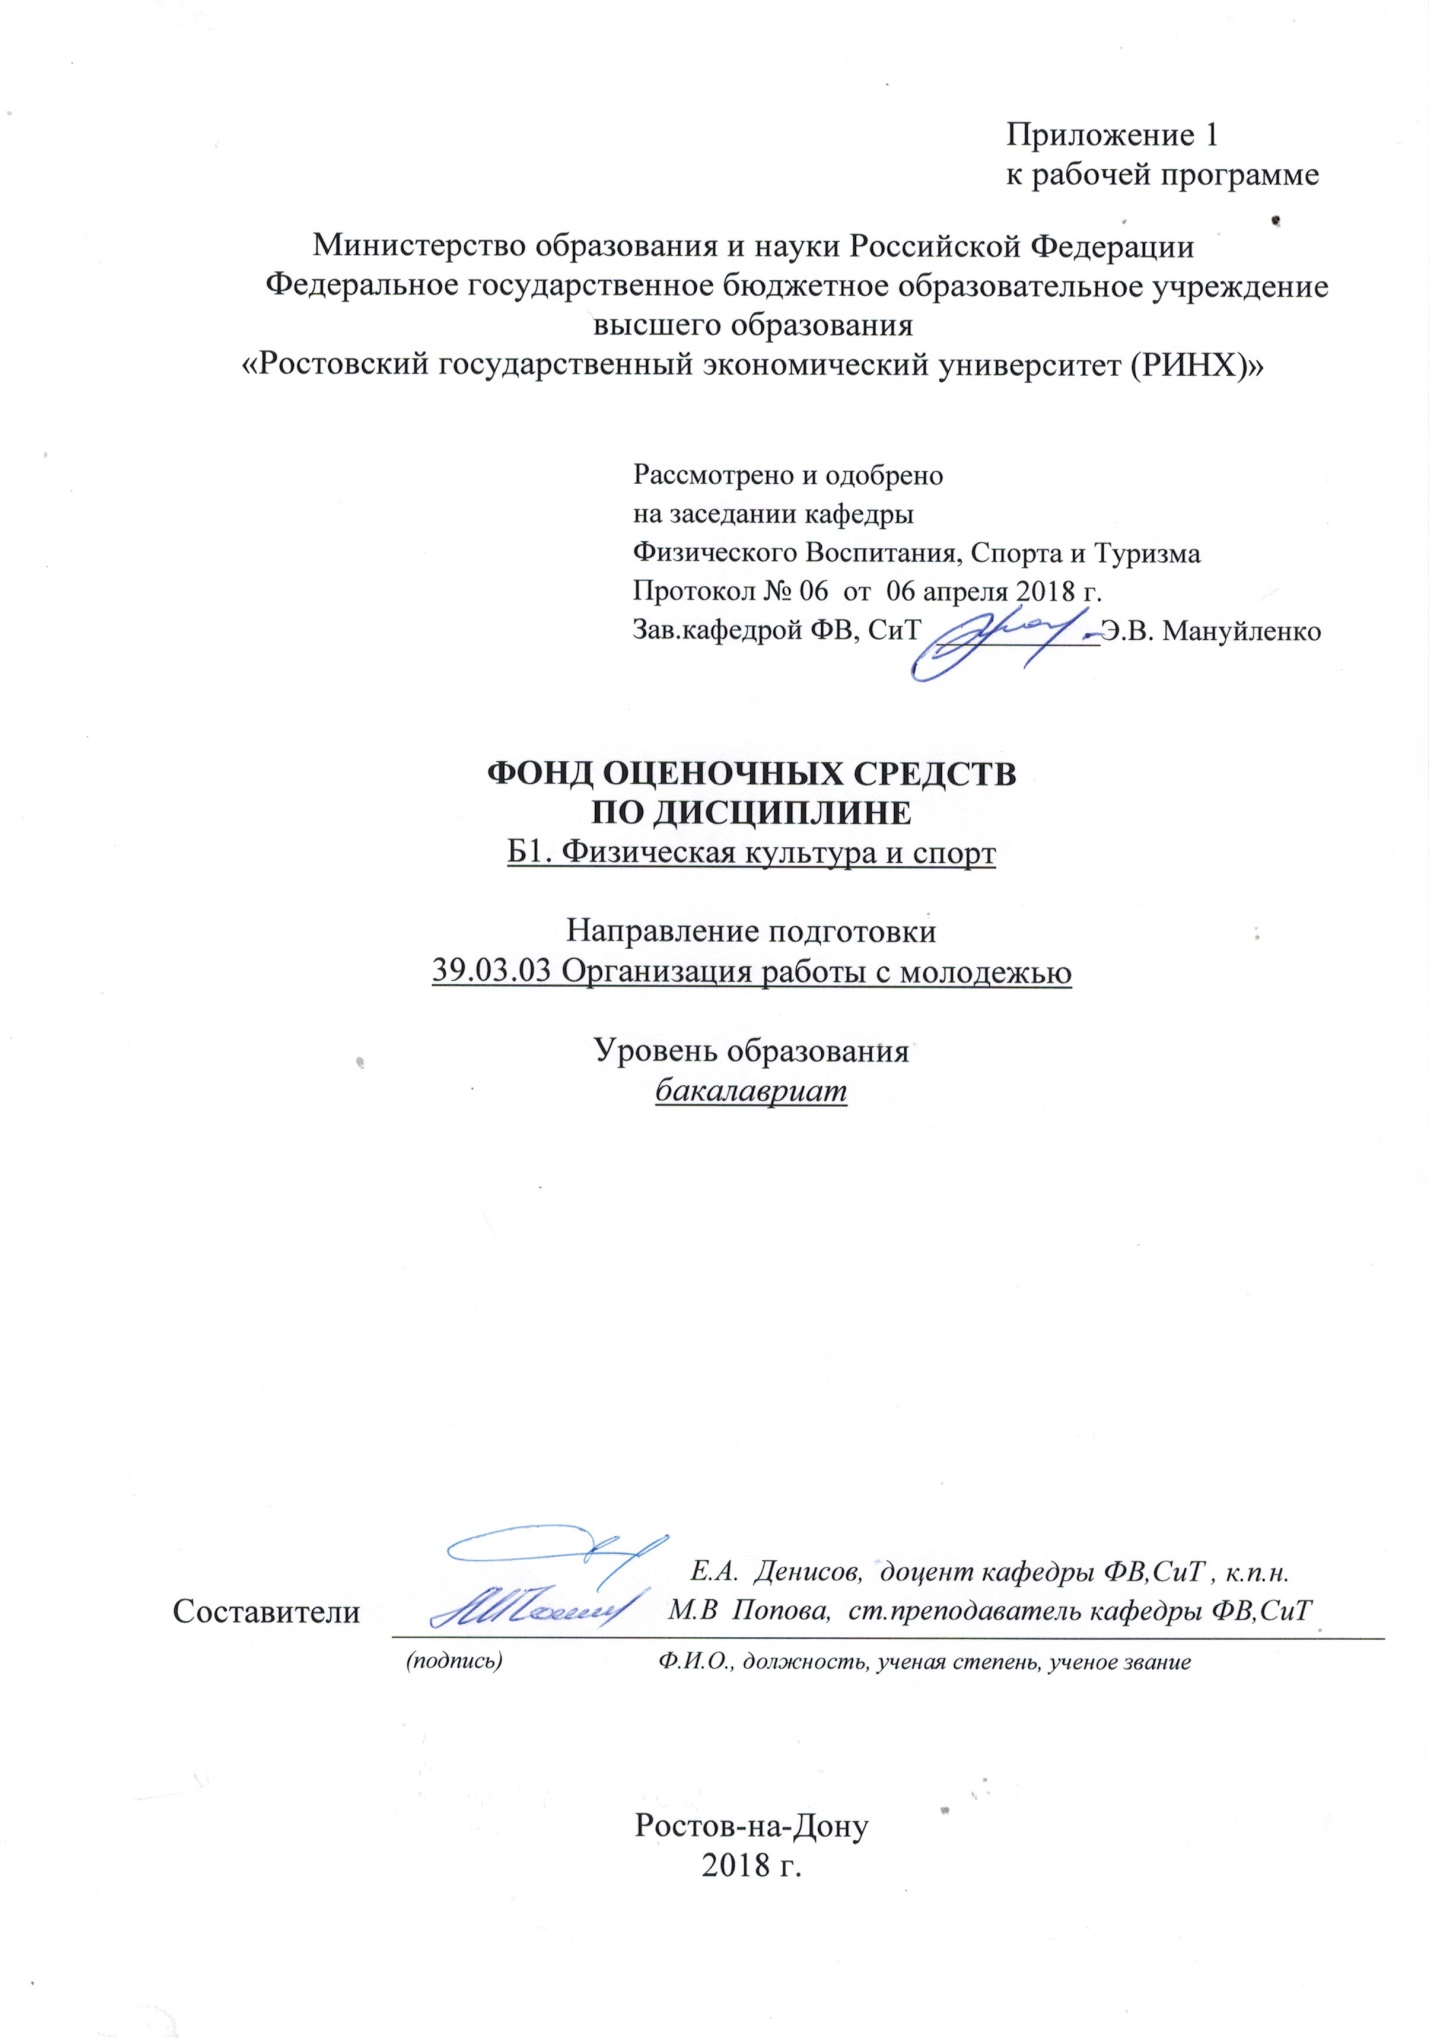 Приложение 1
к рабочей программе
Министерство образования и науки Российской Федерации
Федеральное государственное бюджетное образовательное учреждение
высшего образования
«Ростовский государственный экономический университет (РИНХ)»
Рассмотрено и одобрено
на заседании кафедры
Физического Воспитания, Спорта и Туризма
Протокол № 06 от 06 апреля 2018 г.
Зав.кафедрой ФВ, СиТ ___________Э.В. Мануйленко
ФОНД ОЦЕНОЧНЫХ СРЕДСТВ
ПО ДИСЦИПЛИНЕ
Б1. Физическая культура и спорт
Направление подготовки
39.03.03 Организация работы с молодежью
Уровень образования
бакалавриат
Е.А. Денисов, доцент кафедры ФВ,СиТ , к.п.н.
Составители М.В Попова, ст.преподаватель кафедры ФВ,СиТ
(подпись) Ф.И.О., должность, ученая степень, ученое звание
Ростов-на-Дону
2018 г.